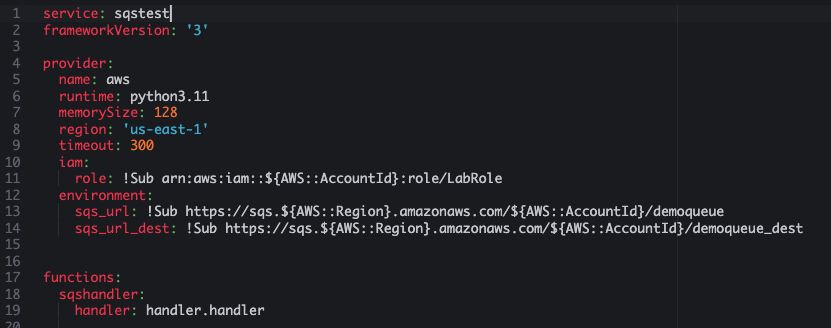 1 service: sqstest
2 frameworkVersion: '3'
3
4 provider:
5   name: aws
6   runtime: python3.11
7   memorySize: 128
8   region: 'us-east-1'
9   timeout: 300
10   iam:
11     role: !Sub arn:aws:iam::${AWS::AccountId}:role/LabRole
12   environment:
13     sqs_url: !Sub https://sqs.${AWS::Region}.amazonaws.com/${AWS::AccountId}/demoqueue
14     sqs_url_dest: !Sub https://sqs.${AWS::Region}.amazonaws.com/${AWS::AccountId}/demoqueue_dest
15
16
17 functions:
18   sqshandler:
19     handler: handler.handler
20